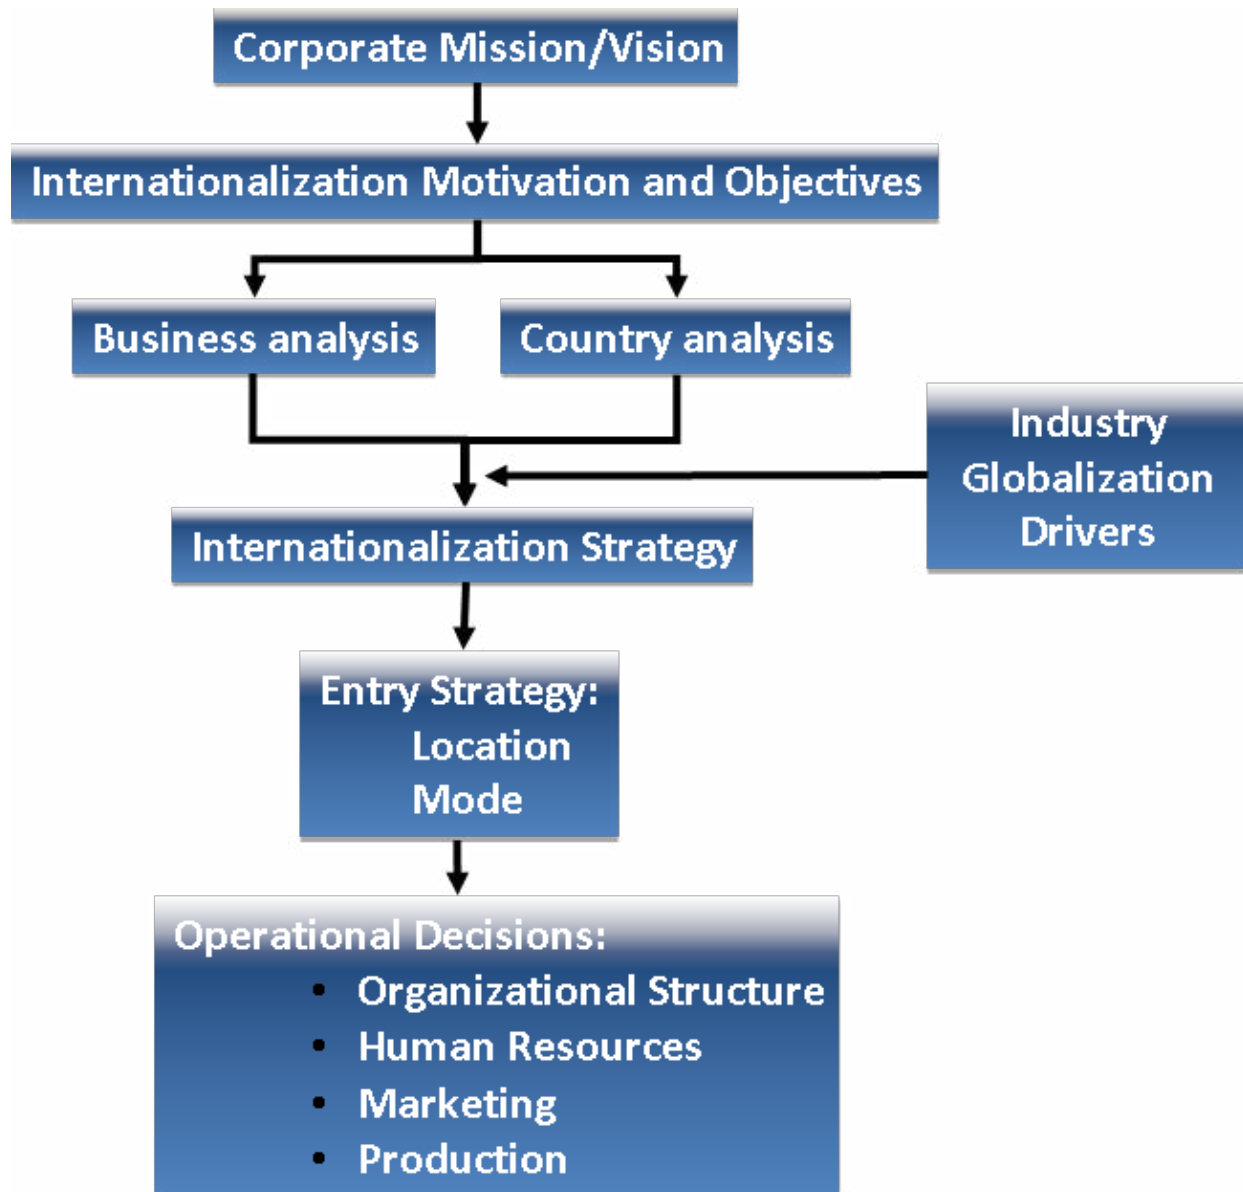 Corporate Mission/Vision
Internationalization Motivation and Objectives
Business analysis
Country analysis
Industry
Globalization
Drivers
Internationalization Strategy
Entry Strategy:
Location
Mode
Operational Decisions:
• Organizational Structure
• Human Resources
• Marketing
• Production